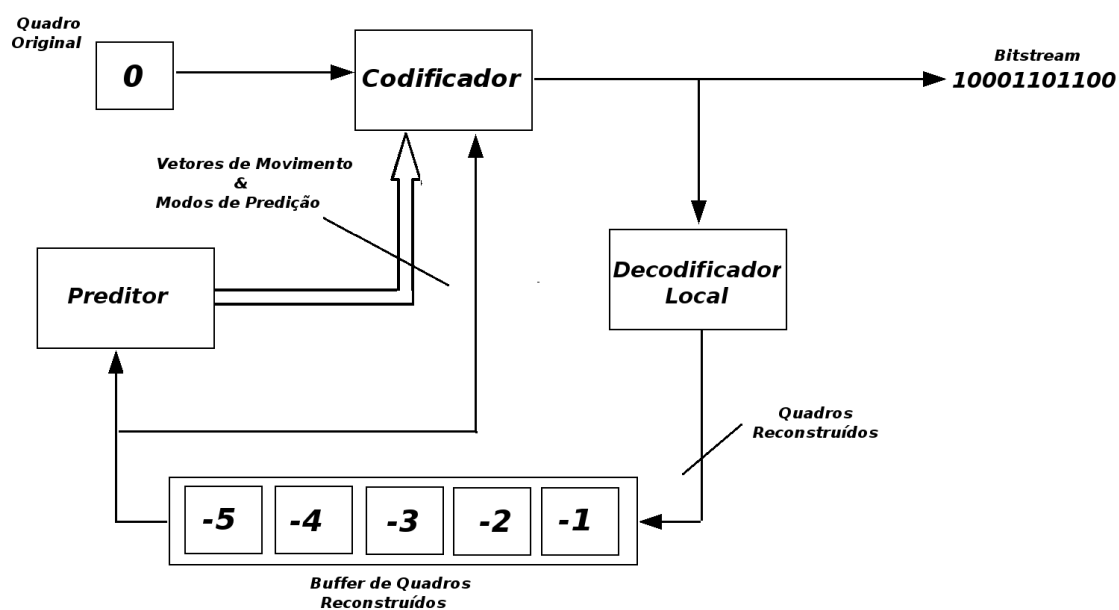 Quadro
Original
0
Codificador
Bitstream
10001101100
Vetores de Movimento
&
Modos de Predição
Preditor
Decodificador
Local
Quadros
Reconstruídos
-5
-4
-3
-2
-1
Buffer de Quadros
Reconstruídos